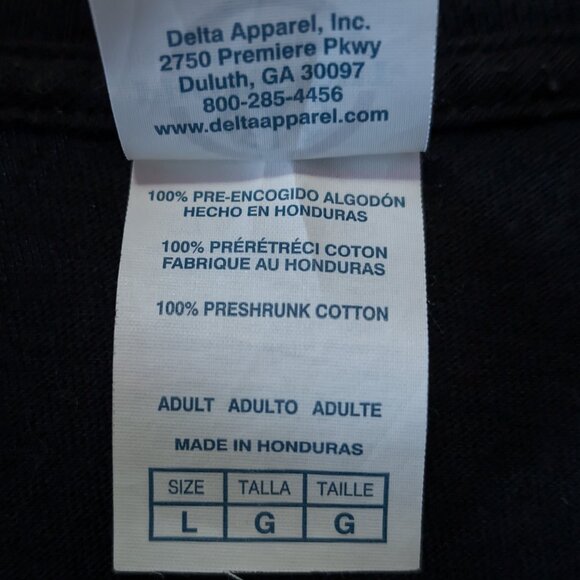 Delta Apparel, Inc.
2750 Premiere Pkwy
Duluth, GA 30097
800-285-4456
www.deltaapparel.com
100% PRE-ENCOGIDO ALGODÓN
HECHO EN HONDURAS
100% PRÉRÉTRÉCI COTON
FABRIQUE AU HONDURAS
100% PRESHRUNK COTTON
ADULT ADULTO ADULTE
MADE IN HONDURAS
SIZE TALLA TAILLE
L G G